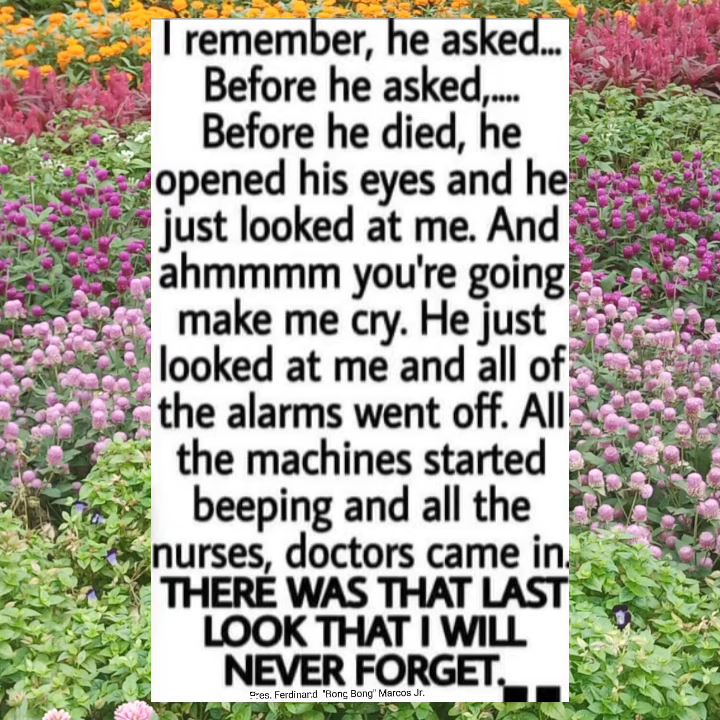 I remember, he asked...
Before he asked,....
Before he died, he
opened his eyes and he
just looked at me. And
ahmmmm you're going
make me cry. He just
looked at me and all of
the alarms went off. All
the machines started
beeping and all the
nurses, doctors came in.
THERE WAS THAT LAST
LOOK THAT I WILL
NEVER FORGET.
Pres. Ferdinand "Bong Bong" Marcos Jr.